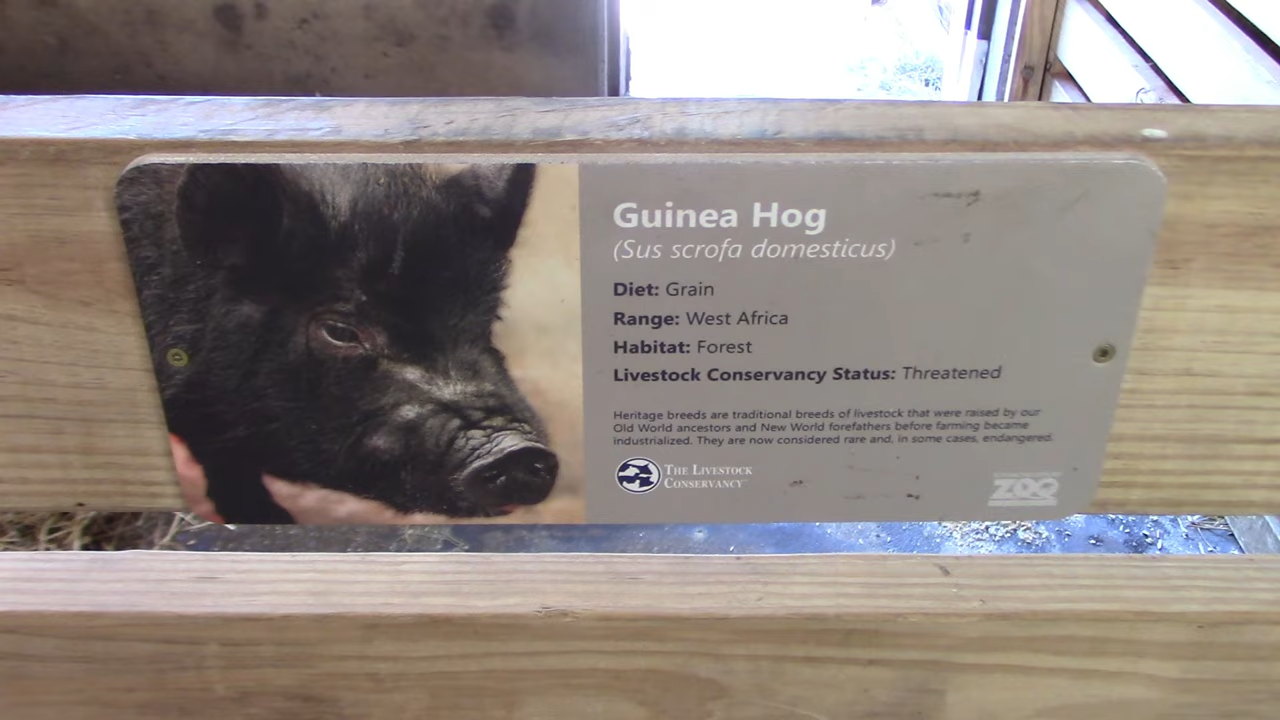 Guinea Hog
(Sus scrofa domesticus)
Diet: Grain
Range: West Africa
Habitat: Forest
Livestock Conservancy Status: Threatened
Heritage breeds are traditional breeds of livestock that were raised by our
Old World ancestors and New World forefathers before farming became
industrialized. They are now considered rare and, in some cases, endangered.
THE LIVESTOCK
CONSERVANCY
ZOO